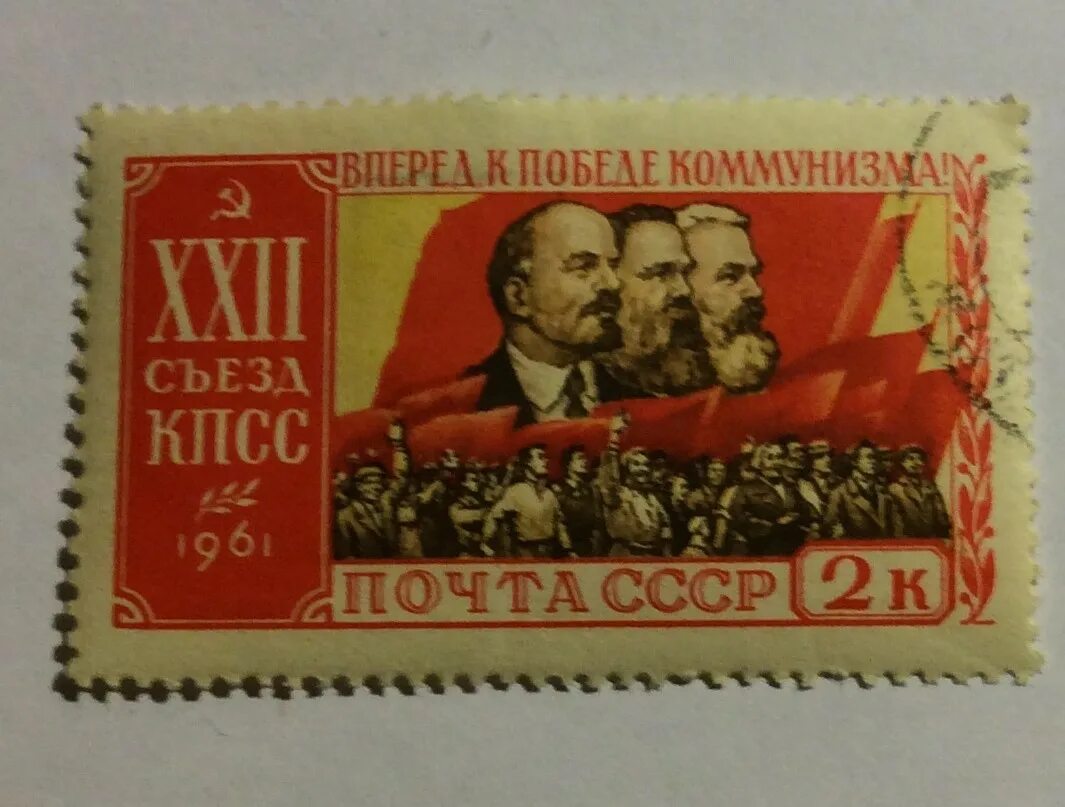 ВПЕРЕД К ПОБЕДЕ КОММУНИЗМА!
XXII
СЪЕЗД
КПСС
1961
ПОЧТА СССР
2 К